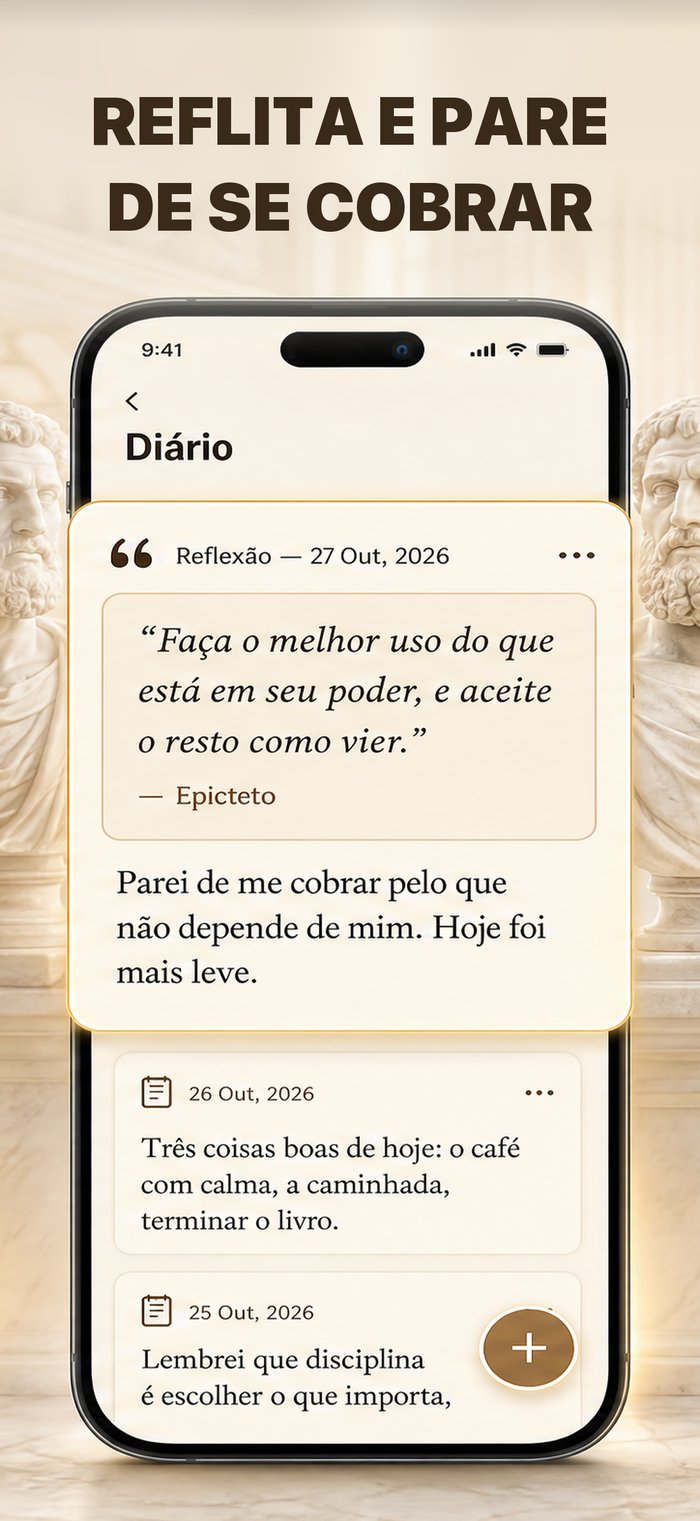 REFLITA E PARE
DE SE COBRAR
9:41
Diário
Reflexão — 27 Out, 2026
“Faça o melhor uso do que
está em seu poder, e aceite
o resto como vier.”
— Epicteto
Parei de me cobrar pelo que
não depende de mim. Hoje foi
mais leve.
26 Out, 2026
Três coisas boas de hoje: o café
com calma, a caminhada,
terminar o livro.
25 Out, 2026
Lembrei que disciplina
é escolher o que importa,